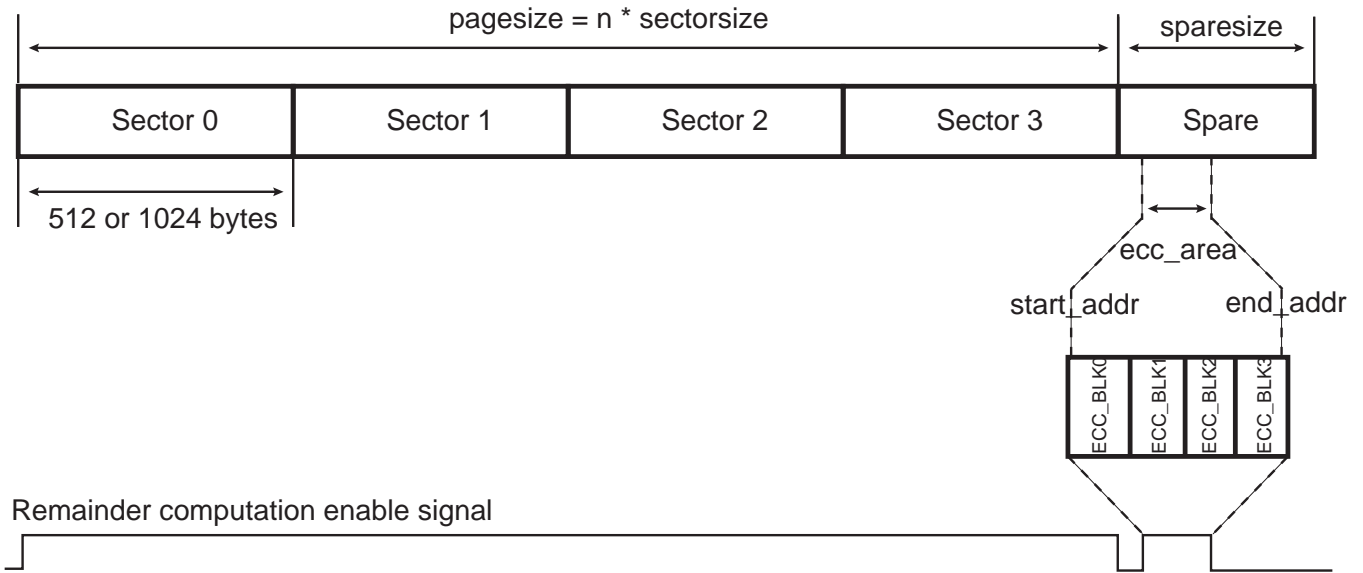 pagesize = n * sectorsize
sparesize
Sector 0
Sector 1
Sector 2
Sector 3
Spare
512 or 1024 bytes
ecc_area
start_addr
end_addr
ECC_BLK0
ECC_BLK1
ECC_BLK2
ECC_BLK3
Remainder computation enable signal